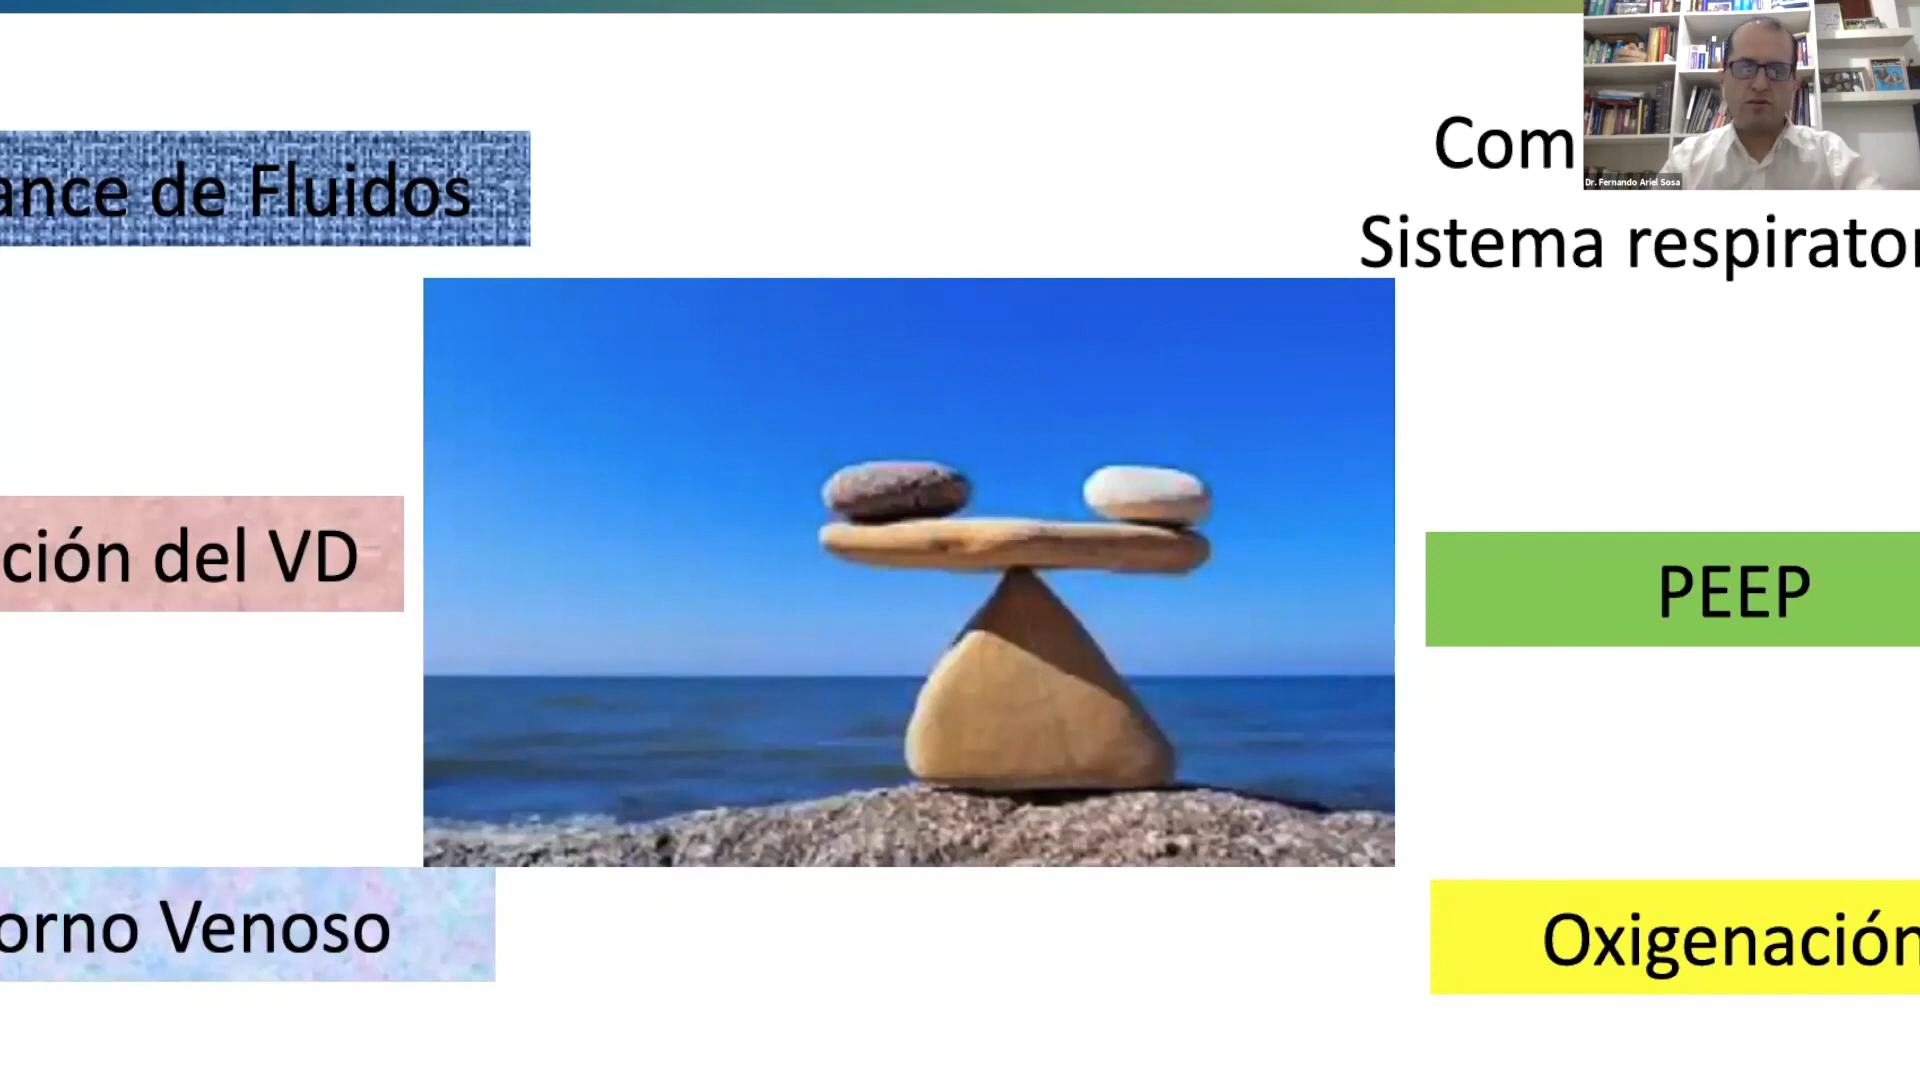 ance de Fluidos
Com
Dr. Fernando Ariel Sosa
Sistema respirator
ción del VD
PEEP
orno Venoso
Oxigenación